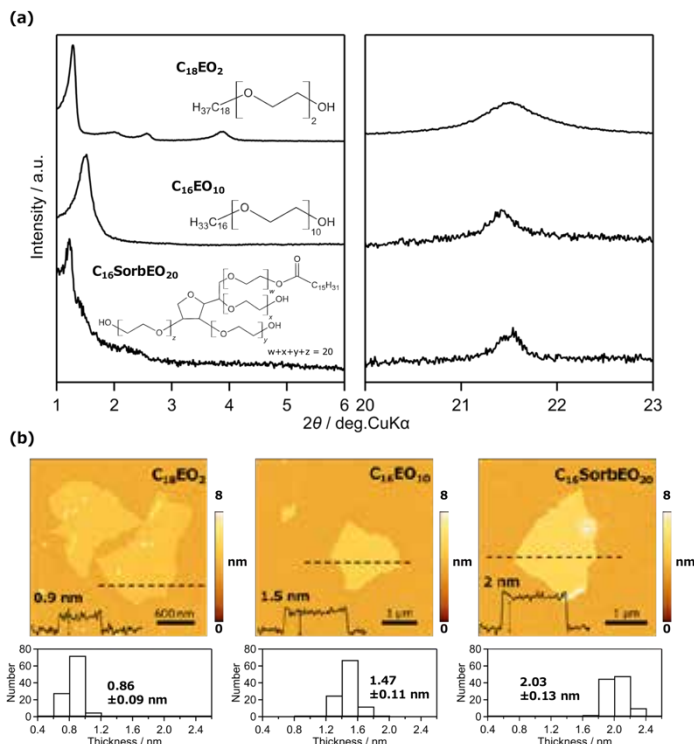 (a)
C18EO2
H37C18
O
OH
2
C16EO10
H33C16
O
OH
10
C16SorbEO20
O
O
w
O
C15H31
O
O
OH
x
HO
O
z
O
OH
y
w+x+y+z = 20
Intensity / a.u.
1 2 3 4 5 6 20 21 22 23
2θ / deg.CuKα
(b)
C18EO2
0.9 nm
600 nm
8
nm
0
C16EO10
1.5 nm
1 μm
8
nm
0
C16SorbEO20
2 nm
1 μm
8
nm
0
Number
80
60
40
20
0
0.86
±0.09 nm
0.4 0.8 1.2 1.6 2.0 2.4
Thickness / nm
Number
80
60
40
20
0
1.47
±0.11 nm
0.4 0.8 1.2 1.6 2.0 2.4
Thickness / nm
Number
80
60
40
20
0
2.03
±0.13 nm
0.4 0.8 1.2 1.6 2.0 2.4
Thickness / nm